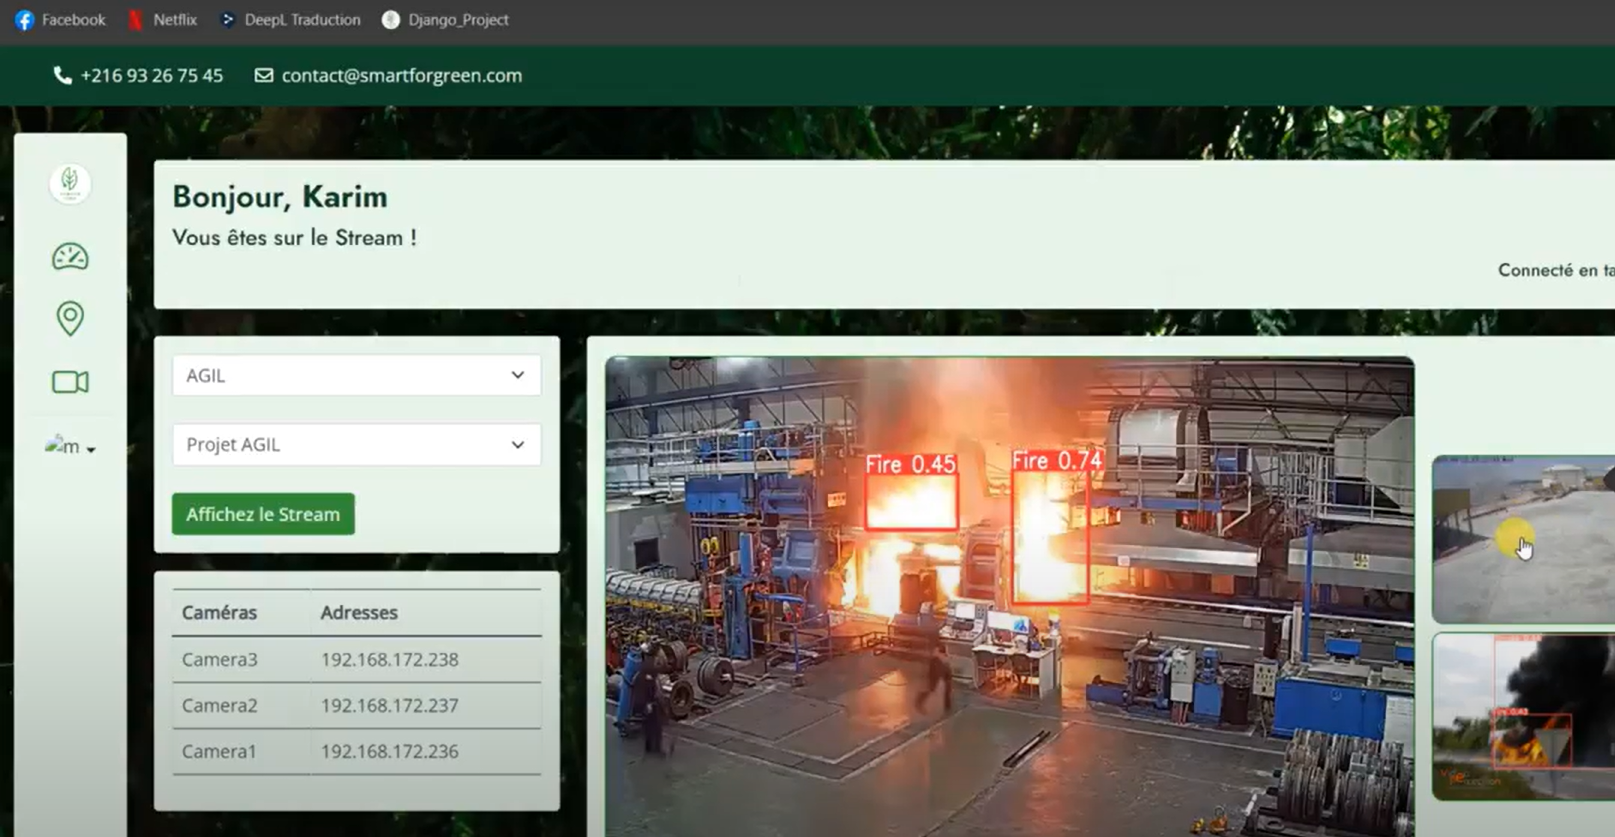 Facebook Netflix DeepL Traduction Django_Project
+216 93 26 75 45 contact@smartforgreen.com
Bonjour, Karim
Vous êtes sur le Stream !
Connecté en ta
AGIL
Projet AGIL
Affichez le Stream
Caméras Adresses
Camera3 192.168.172.238
Camera2 192.168.172.237
Camera1 192.168.172.236
m
Fire 0.45
Fire 0.74